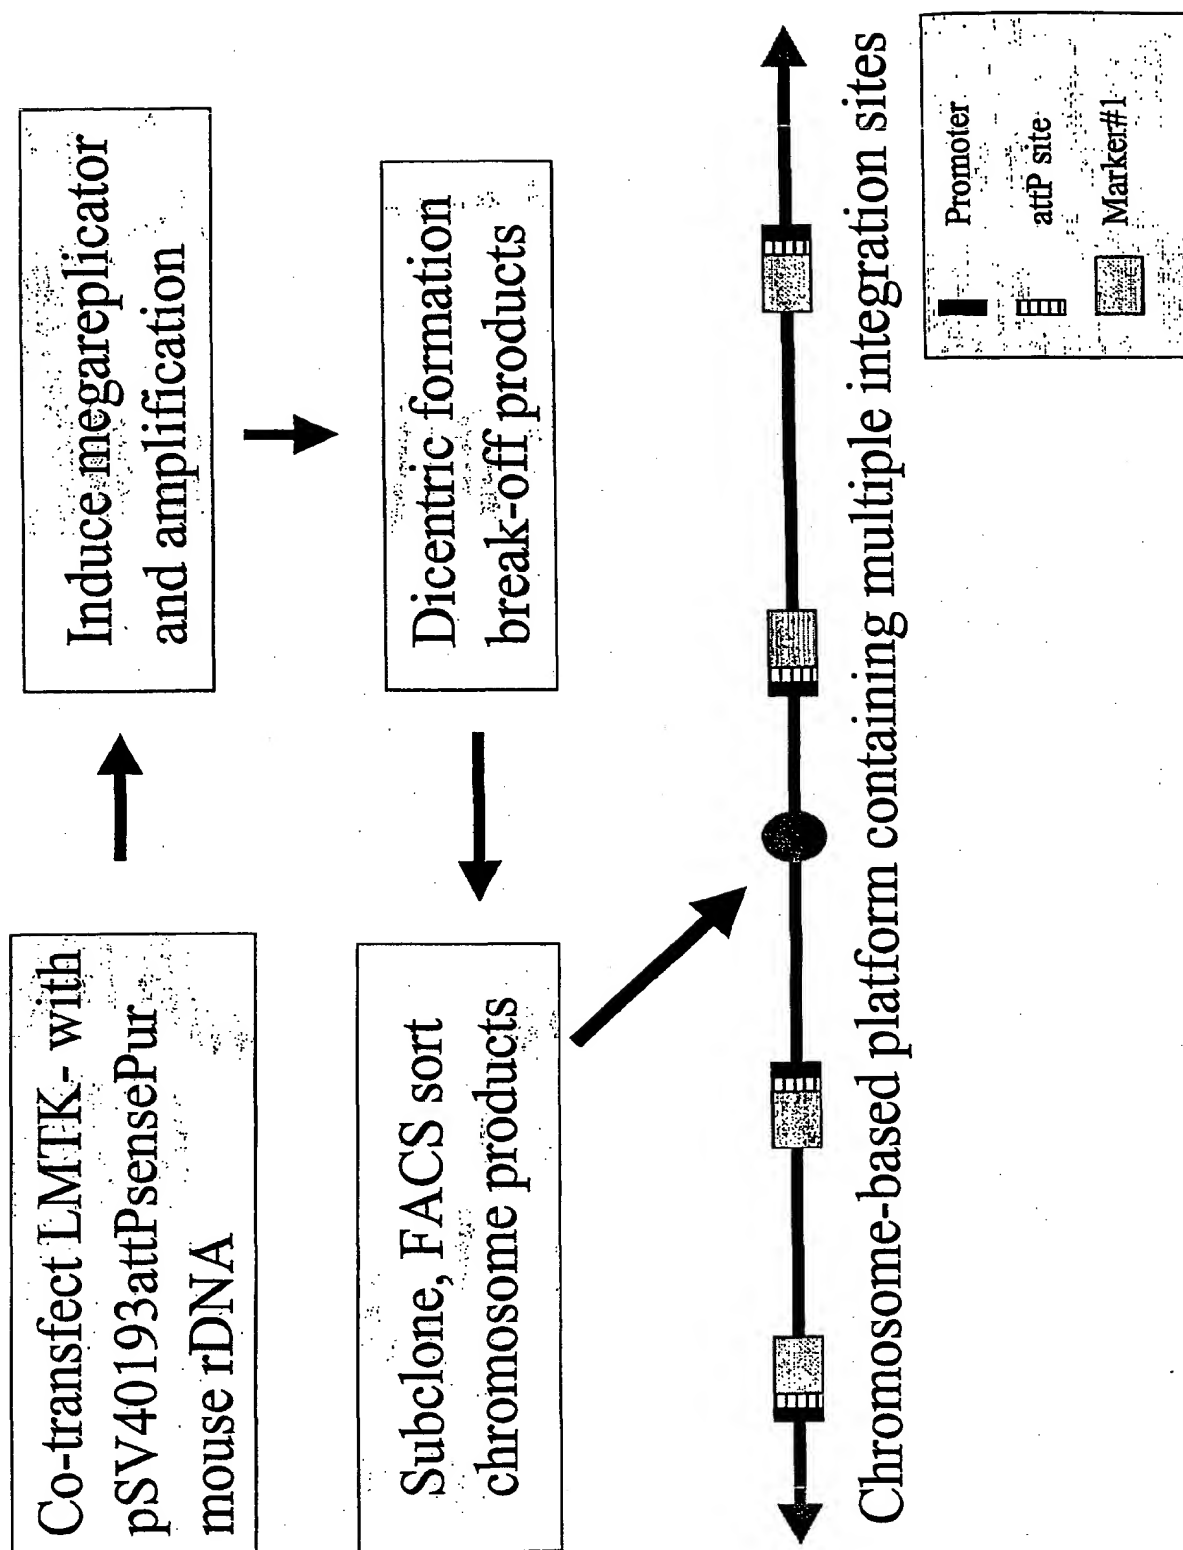 Co-transfect LMTK- with
pSV40193attPsensePur
mouse rDNA
Induce megareplicator
and amplification
Dicentric formation
break-off products
Subclone, FACS sort
chromosome products
Chromosome-based platform containing multiple integration sites
Promoter
attP site
Marker#1